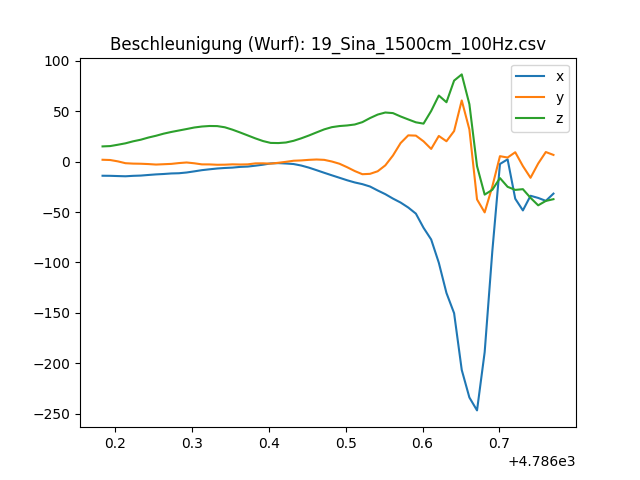 Beschleunigung (Wurf): 19_Sina_1500cm_100Hz.csv
x
y
z
100
50
0
−50
−100
−150
−200
−250
0.2 0.3 0.4 0.5 0.6 0.7
+4.786e3